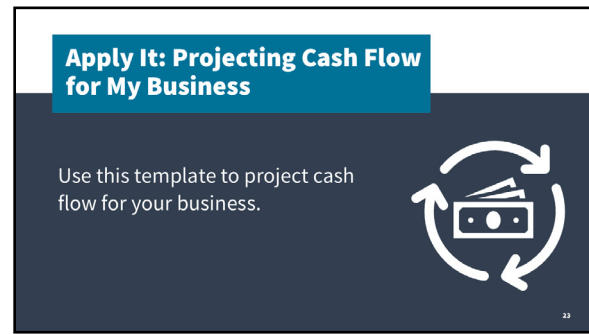 Apply It: Projecting Cash Flow
for My Business
Use this template to project cash
flow for your business.
23